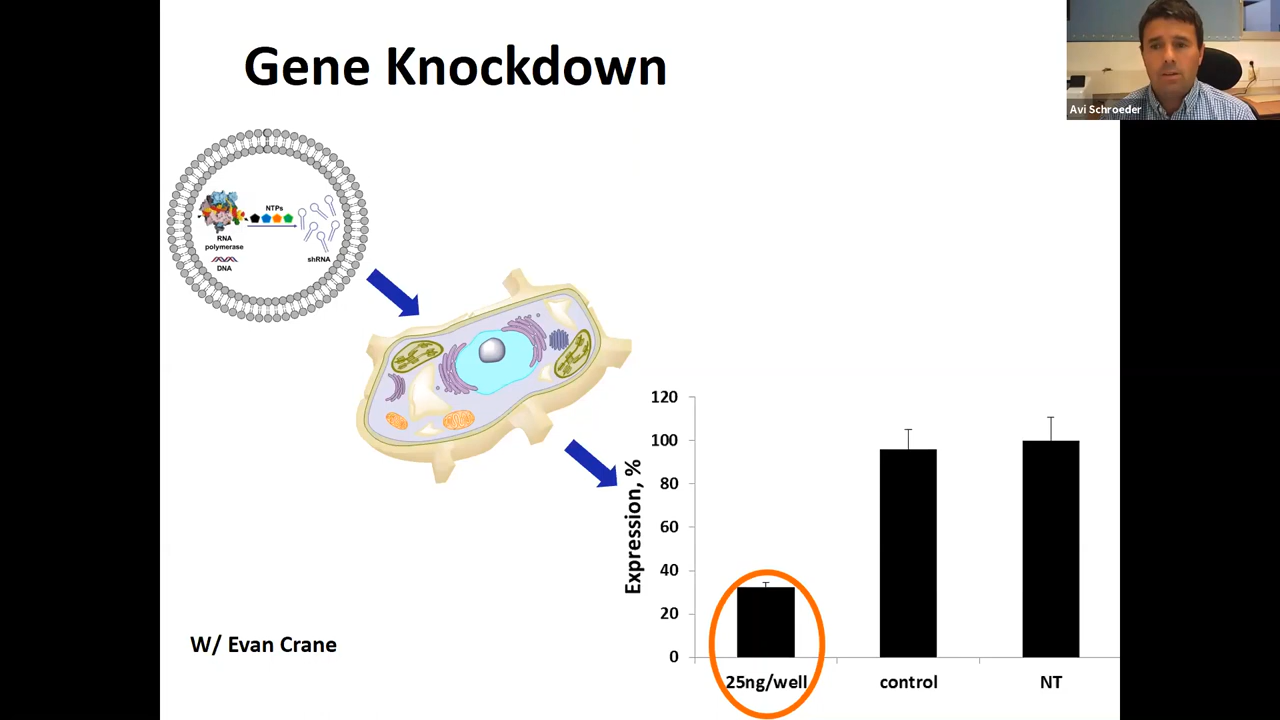 Gene Knockdown
Avi Schroeder
NTPs
RNA
polymerase
shRNA
DNA
120
100
80
60
40
20
0
Expression, %
25ng/well
control
NT
W/ Evan Crane